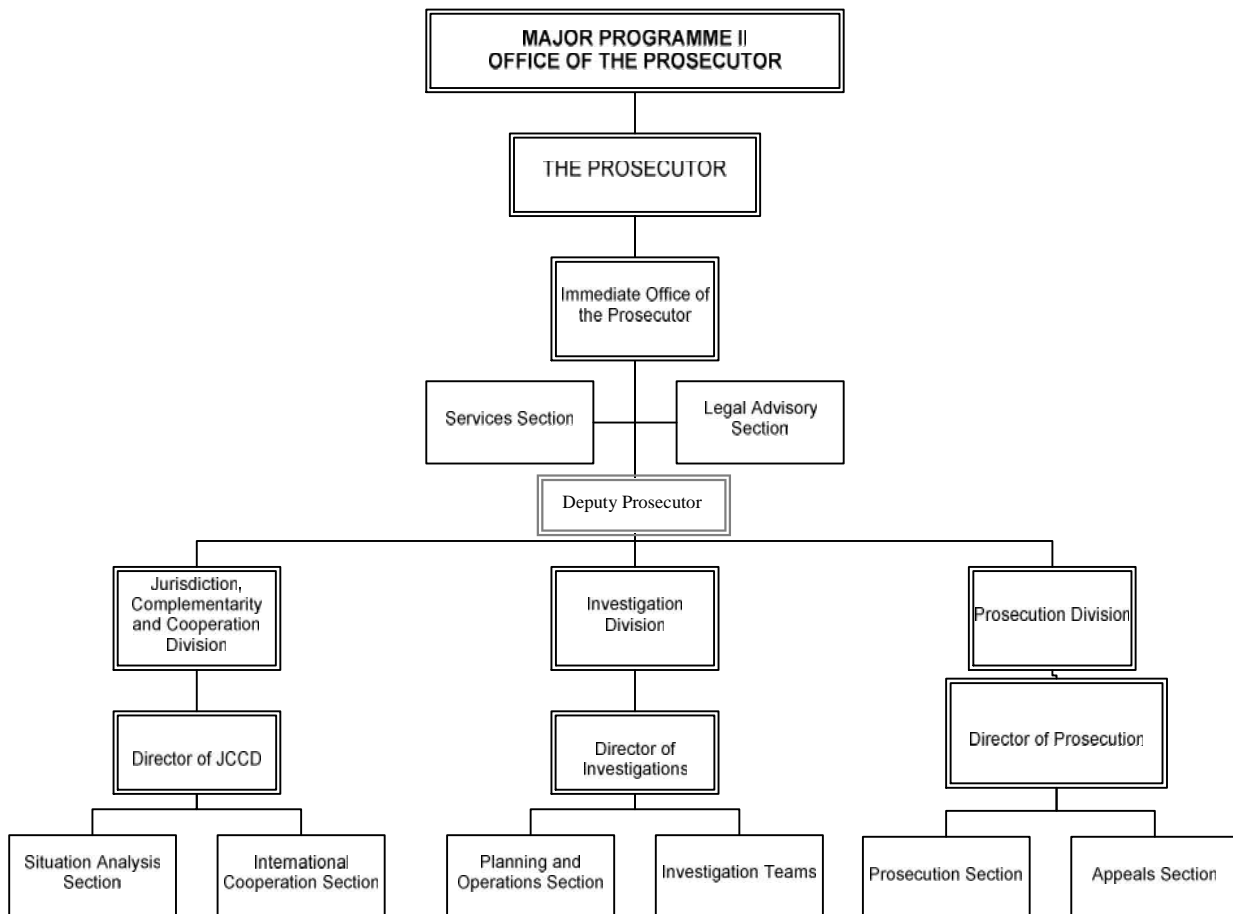 MAJOR PROGRAMME II
OFFICE OF THE PROSECUTOR
THE PROSECUTOR
Immediate Office of
the Prosecutor
Services Section
Legal Advisory
Section
Deputy Prosecutor
Jurisdiction,
Complementarity
and Cooperation
Division
Investigation
Division
Prosecution Division
Director of JCCD
Director of
Investigations
Director of Prosecution
Situation Analysis
Section
International
Cooperation Section
Planning and
Operations Section
Investigation Teams
Prosecution Section
Appeals Section